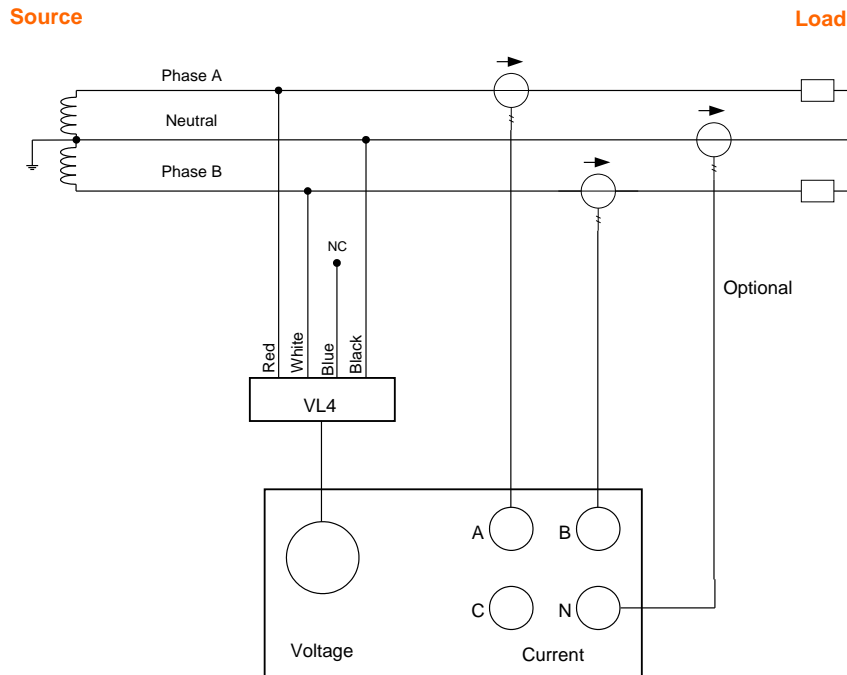 Source
Load
Phase A
Neutral
Phase B
NC
Optional
Red
White
Blue
Black
VL4
A
B
C
N
Voltage
Current